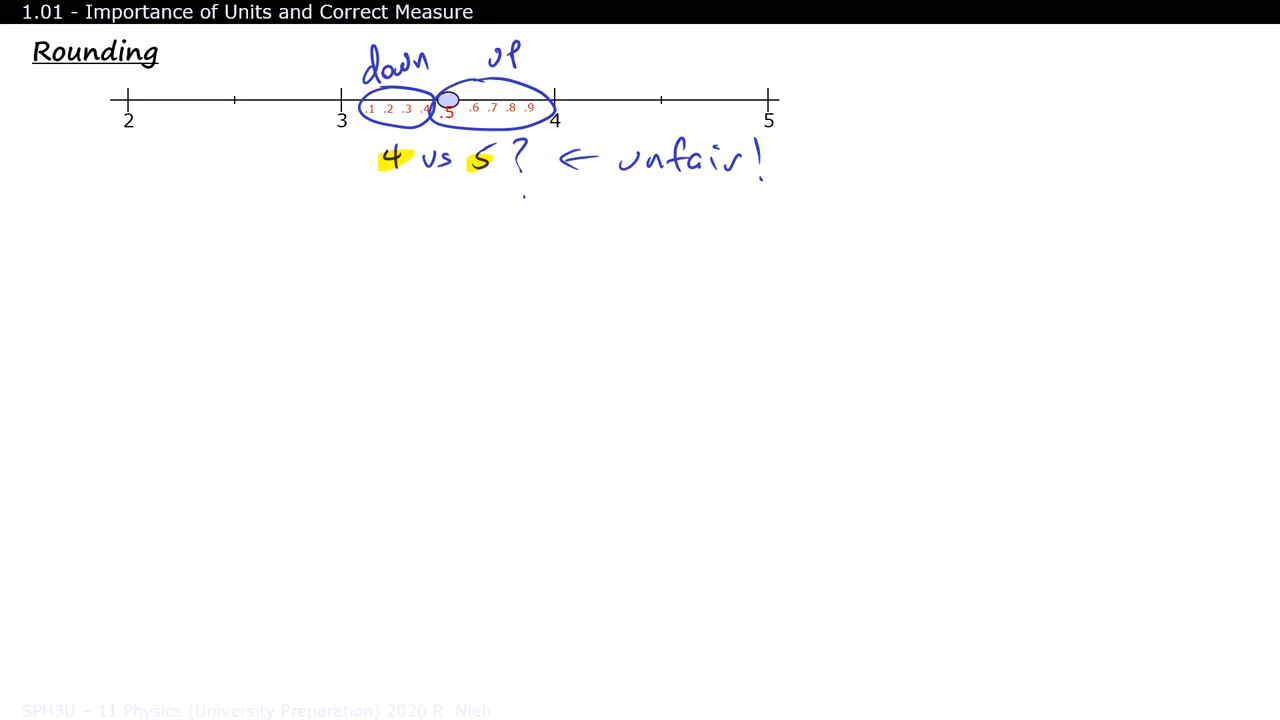 1.01 - Importance of Units and Correct Measure
Rounding
down up
.1 .2 .3 .4 .5 .6 .7 .8 .9
2 3 4 5
4 vs 5 ? ← unfair!
SPH3U – 11 Physics (University Preparation) 2020 R. Nieh